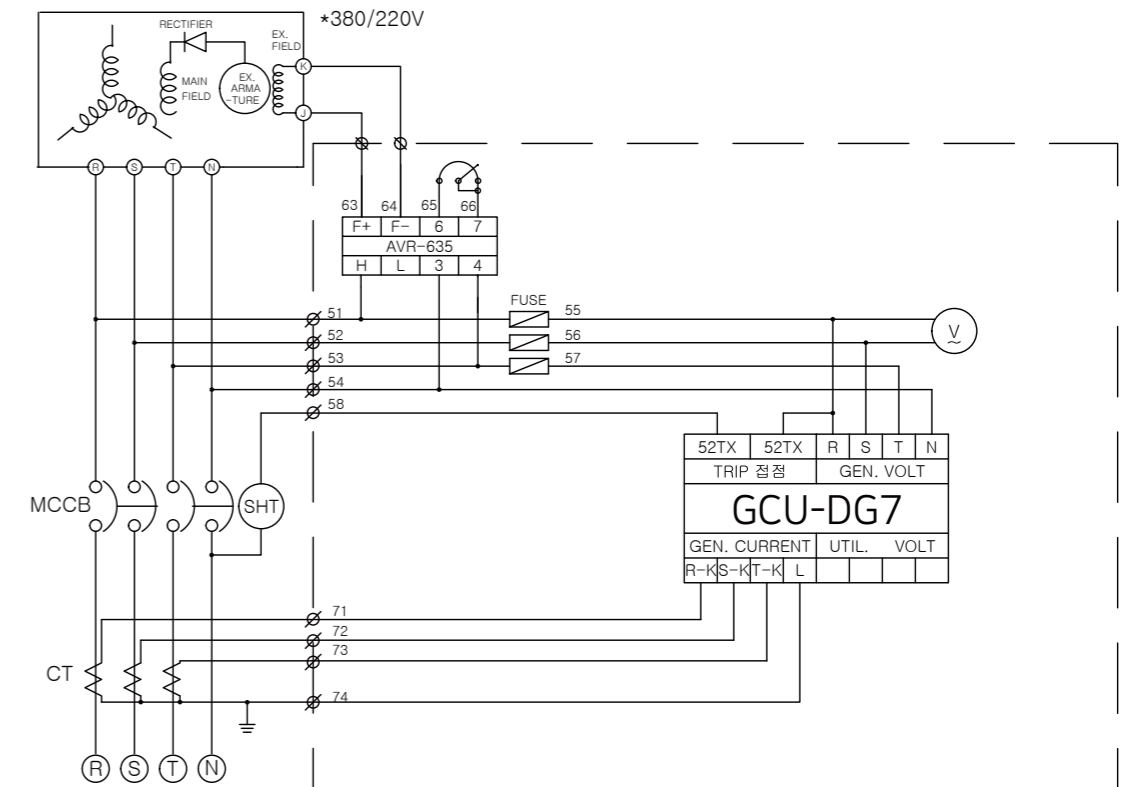 *380/220V
RECTIFIER
EX.
FIELD
MAIN
FIELD
EX.
ARMA
-TURE
K
J
R S T N
63 64 65 66
F+ F- 6 7
AVR-635
H L 3 4
FUSE
51 55
52 56
53 57
54
58
V
52TX 52TX R S T N
TRIP 접점 GEN. VOLT
GCU-DG7
GEN. CURRENT UTIL. VOLT
R-K S-K T-K L
MCCB
SHT
71
72
73
74
CT
R S T N